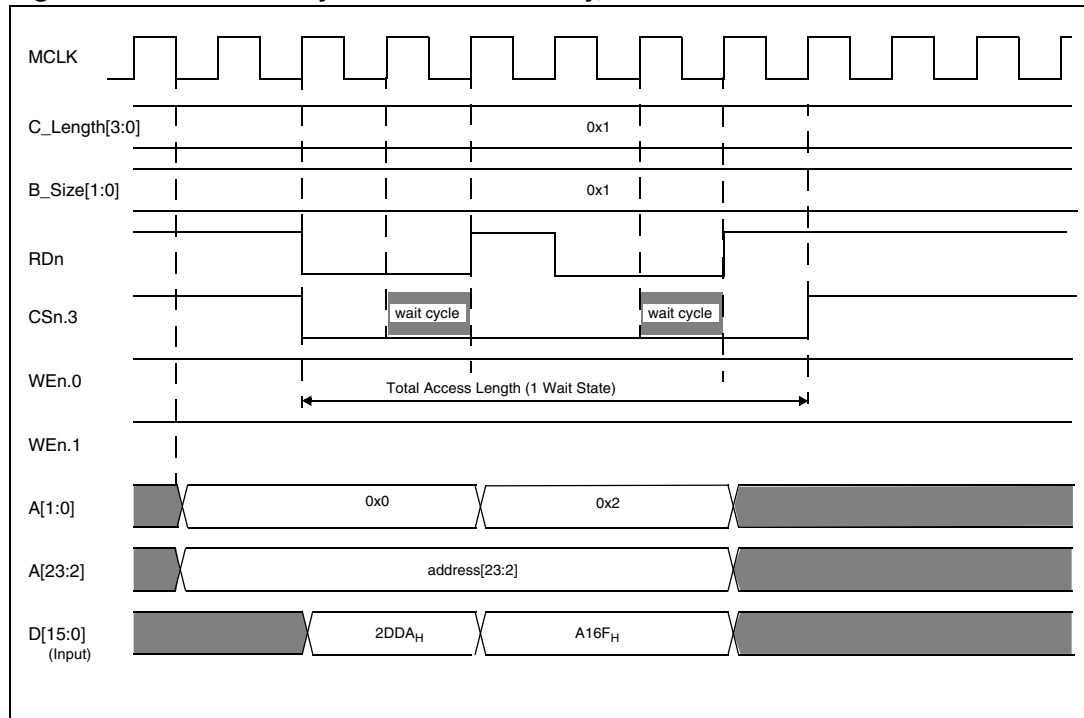 MCLK
C_Length[3:0]
0x1
B_Size[1:0]
0x1
RDn
CSn.3
wait cycle
wait cycle
WEn.0
Total Access Length (1 Wait State)
WEn.1
A[1:0]
0x0
0x2
A[23:2]
address[23:2]
D[15:0]
(Input)
2DDAH
A16FH